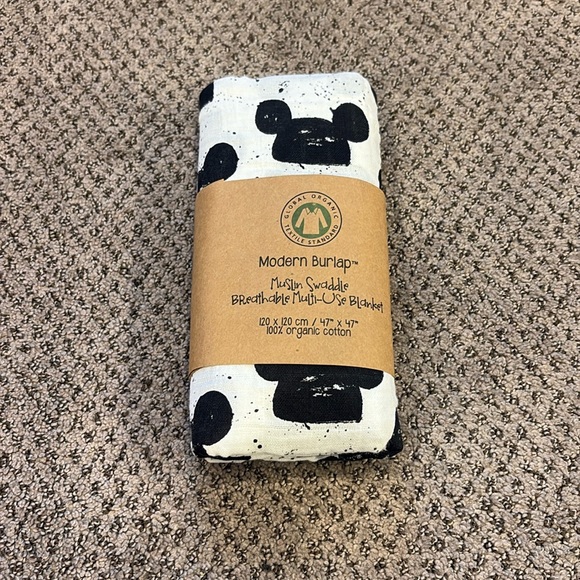 GLOBAL ORGANIC
TEXTILE STANDARD
Modern Burlap™
Muslin Swaddle
Breathable Multi-Use Blanket
120 x 120 cm / 47" x 47"
100% organic cotton